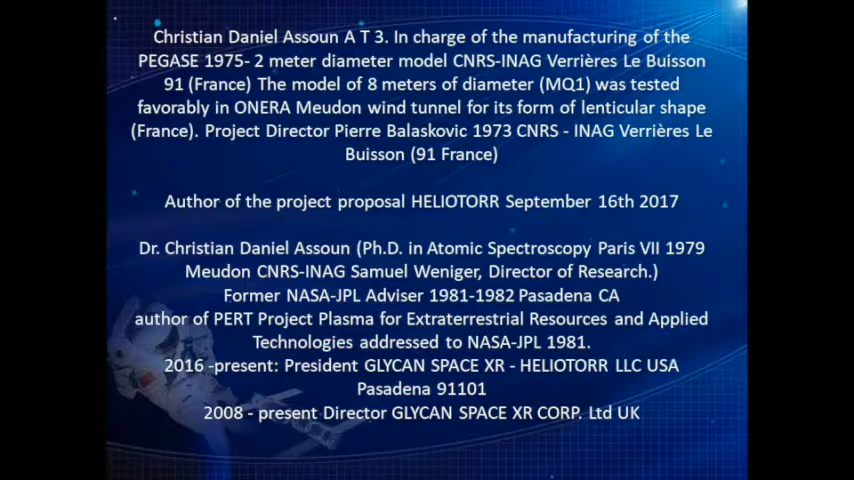 Christian Daniel Assoun A T 3. In charge of the manufacturing of the
PEGASE 1975- 2 meter diameter model CNRS-INAG Verrières Le Buisson
91 (France) The model of 8 meters of diameter (MQ1) was tested
favorably in ONERA Meudon wind tunnel for its form of lenticular shape
(France). Project Director Pierre Balaskovic 1973 CNRS - INAG Verrières Le
Buisson (91 France)
Author of the project proposal HELIOTORR September 16th 2017
Dr. Christian Daniel Assoun (Ph.D. in Atomic Spectroscopy Paris VII 1979
Meudon CNRS-INAG Samuel Weniger, Director of Research.)
Former NASA-JPL Adviser 1981-1982 Pasadena CA
author of PERT Project Plasma for Extraterrestrial Resources and Applied
Technologies addressed to NASA-JPL 1981.
2016 -present: President GLYCAN SPACE XR - HELIOTORR LLC USA
Pasadena 91101
2008 - present Director GLYCAN SPACE XR CORP. Ltd UK